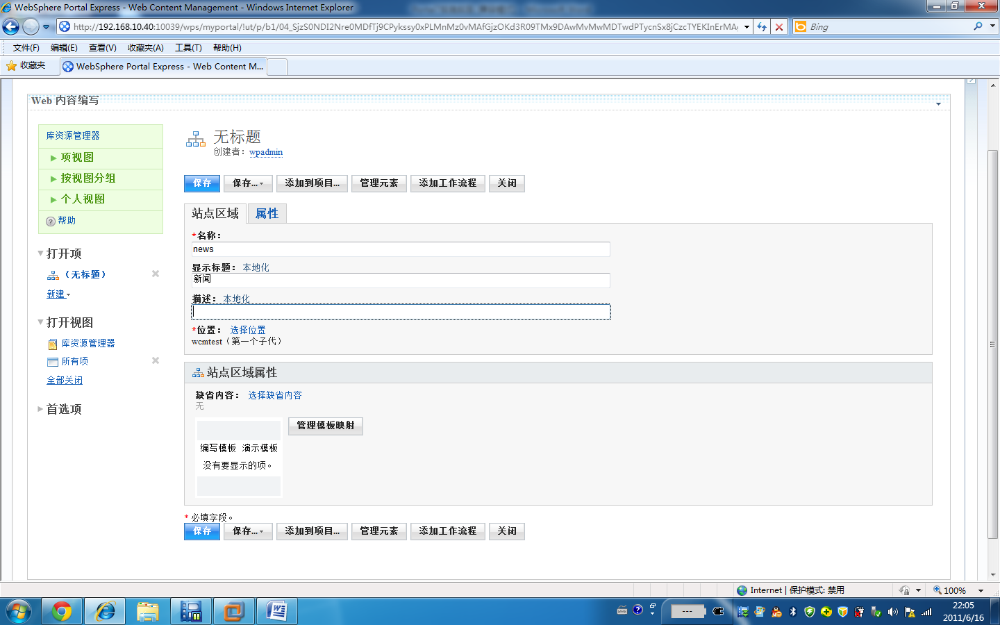 WebSphere Portal Express - Web Content Management - Windows Internet Explorer
Bing
文件(F) 编辑(E) 查看(V) 收藏夹(A) 工具(T) 帮助(H)
收藏夹 WebSphere Portal Express - Web Content M...
Web 内容编写
库资源管理器
项视图
按视图分组
个人视图
帮助
打开项
（无标题）
新建
打开视图
库资源管理器
所有项
全部关闭
首选项
无标题
创建者： wpadmin
保存 保存... 添加到项目... 管理元素 添加工作流程 关闭
站点区域 属性
*名称：
news
显示标题： 本地化
新闻
描述： 本地化
*位置： 选择位置
wcmtest（第一个子代）
站点区域属性
缺省内容： 选择缺省内容
无
管理模板映射
编写模板 演示模板
没有要显示的项。
* 必填字段。
保存 保存... 添加到项目... 管理元素 添加工作流程 关闭
Internet | 保护模式: 禁用
100%
---
22:05
2011/6/16